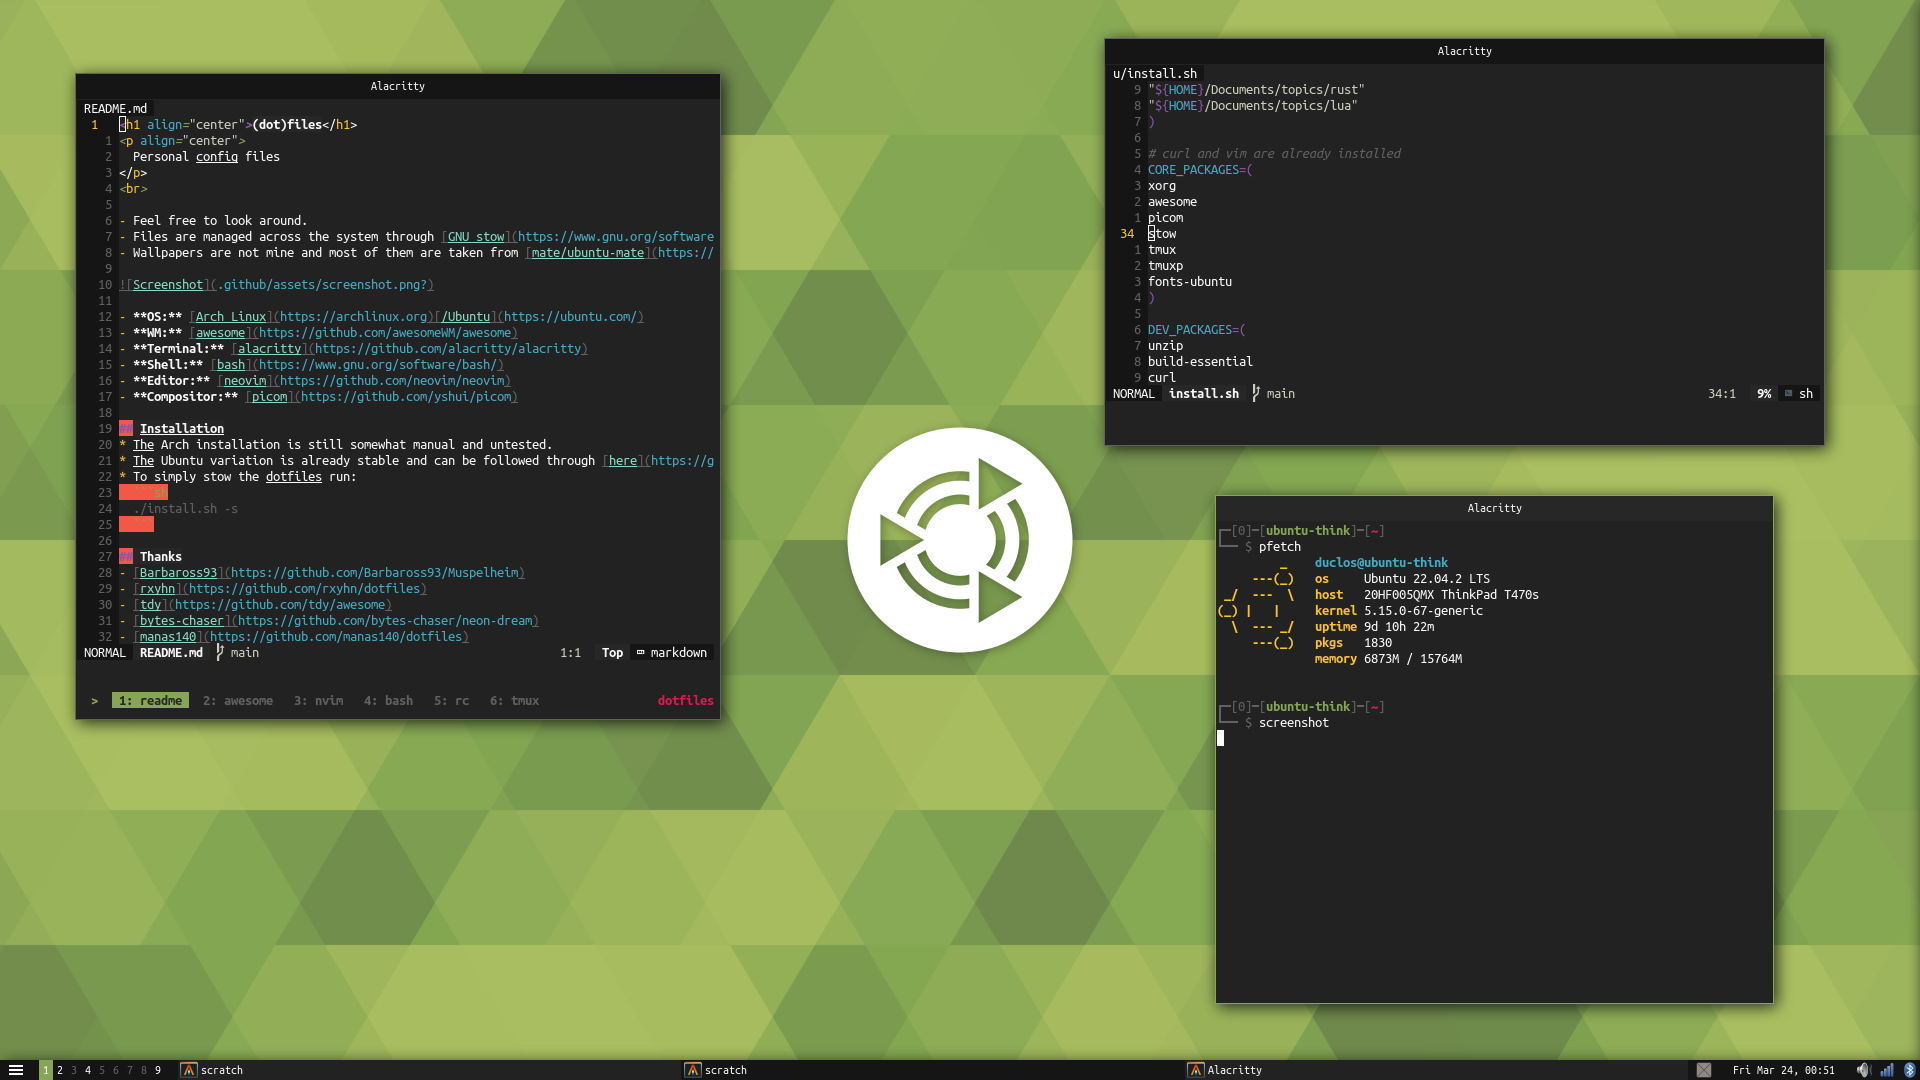 Alacritty
README.md
1 <h1 align="center">(dot)files</h1>
1 <p align="center">
2 Personal config files
3 </p>
4 <br>
5
6 - Feel free to look around.
7 - Files are managed across the system through [GNU stow](https://www.gnu.org/software
8 - Wallpapers are not mine and most of them are taken from [mate/ubuntu-mate](https://
9
10 ![Screenshot](.github/assets/screenshot.png?)
11
12 - **OS:** [Arch Linux](https://archlinux.org)[/Ubuntu](https://ubuntu.com/)
13 - **WM:** [awesome](https://github.com/awesomeWM/awesome)
14 - **Terminal:** [alacritty](https://github.com/alacritty/alacritty)
15 - **Shell:** [bash](https://www.gnu.org/software/bash/)
16 - **Editor:** [neovim](https://github.com/neovim/neovim)
17 - **Compositor:** [picom](https://github.com/yshui/picom)
18
19 ## Installation
20 * The Arch installation is still somewhat manual and untested.
21 * The Ubuntu variation is already stable and can be followed through [here](https://g
22 * To simply stow the dotfiles run:
23 ```sh
24 ./install.sh -s
25 ```
26
27 ## Thanks
28 - [Barbaross93](https://github.com/Barbaross93/Muspelheim)
29 - [rxyhn](https://github.com/rxyhn/dotfiles)
30 - [tdy](https://github.com/tdy/awesome)
31 - [bytes-chaser](https://github.com/bytes-chaser/neon-dream)
32 - [manas140](https://github.com/manas140/dotfiles)
NORMAL README.md main 1:1 Top markdown
> 1: readme 2: awesome 3: nvim 4: bash 5: rc 6: tmux dotfiles
Alacritty
u/install.sh
9 "${HOME}/Documents/topics/rust"
8 "${HOME}/Documents/topics/lua"
7 )
6
5 # curl and vim are already installed
4 CORE_PACKAGES=(
3 xorg
2 awesome
1 picom
34 stow
1 tmux
2 tmuxp
3 fonts-ubuntu
4 )
5
6 DEV_PACKAGES=(
7 unzip
8 build-essential
9 curl
NORMAL install.sh main 34:1 9% sh
Alacritty
┌─[0]─[ubuntu-think]─[~]
└── $ pfetch
_ duclos@ubuntu-think
---(_) os Ubuntu 22.04.2 LTS
_/ --- \ host 20HF005QMX ThinkPad T470s
(_) | | kernel 5.15.0-67-generic
\ --- _/ uptime 9d 10h 22m
---(_) pkgs 1830
memory 6873M / 15764M
┌─[0]─[ubuntu-think]─[~]
└── $ screenshot
1 2 3 4 5 6 7 8 9 scratch scratch Alacritty Fri Mar 24, 00:51